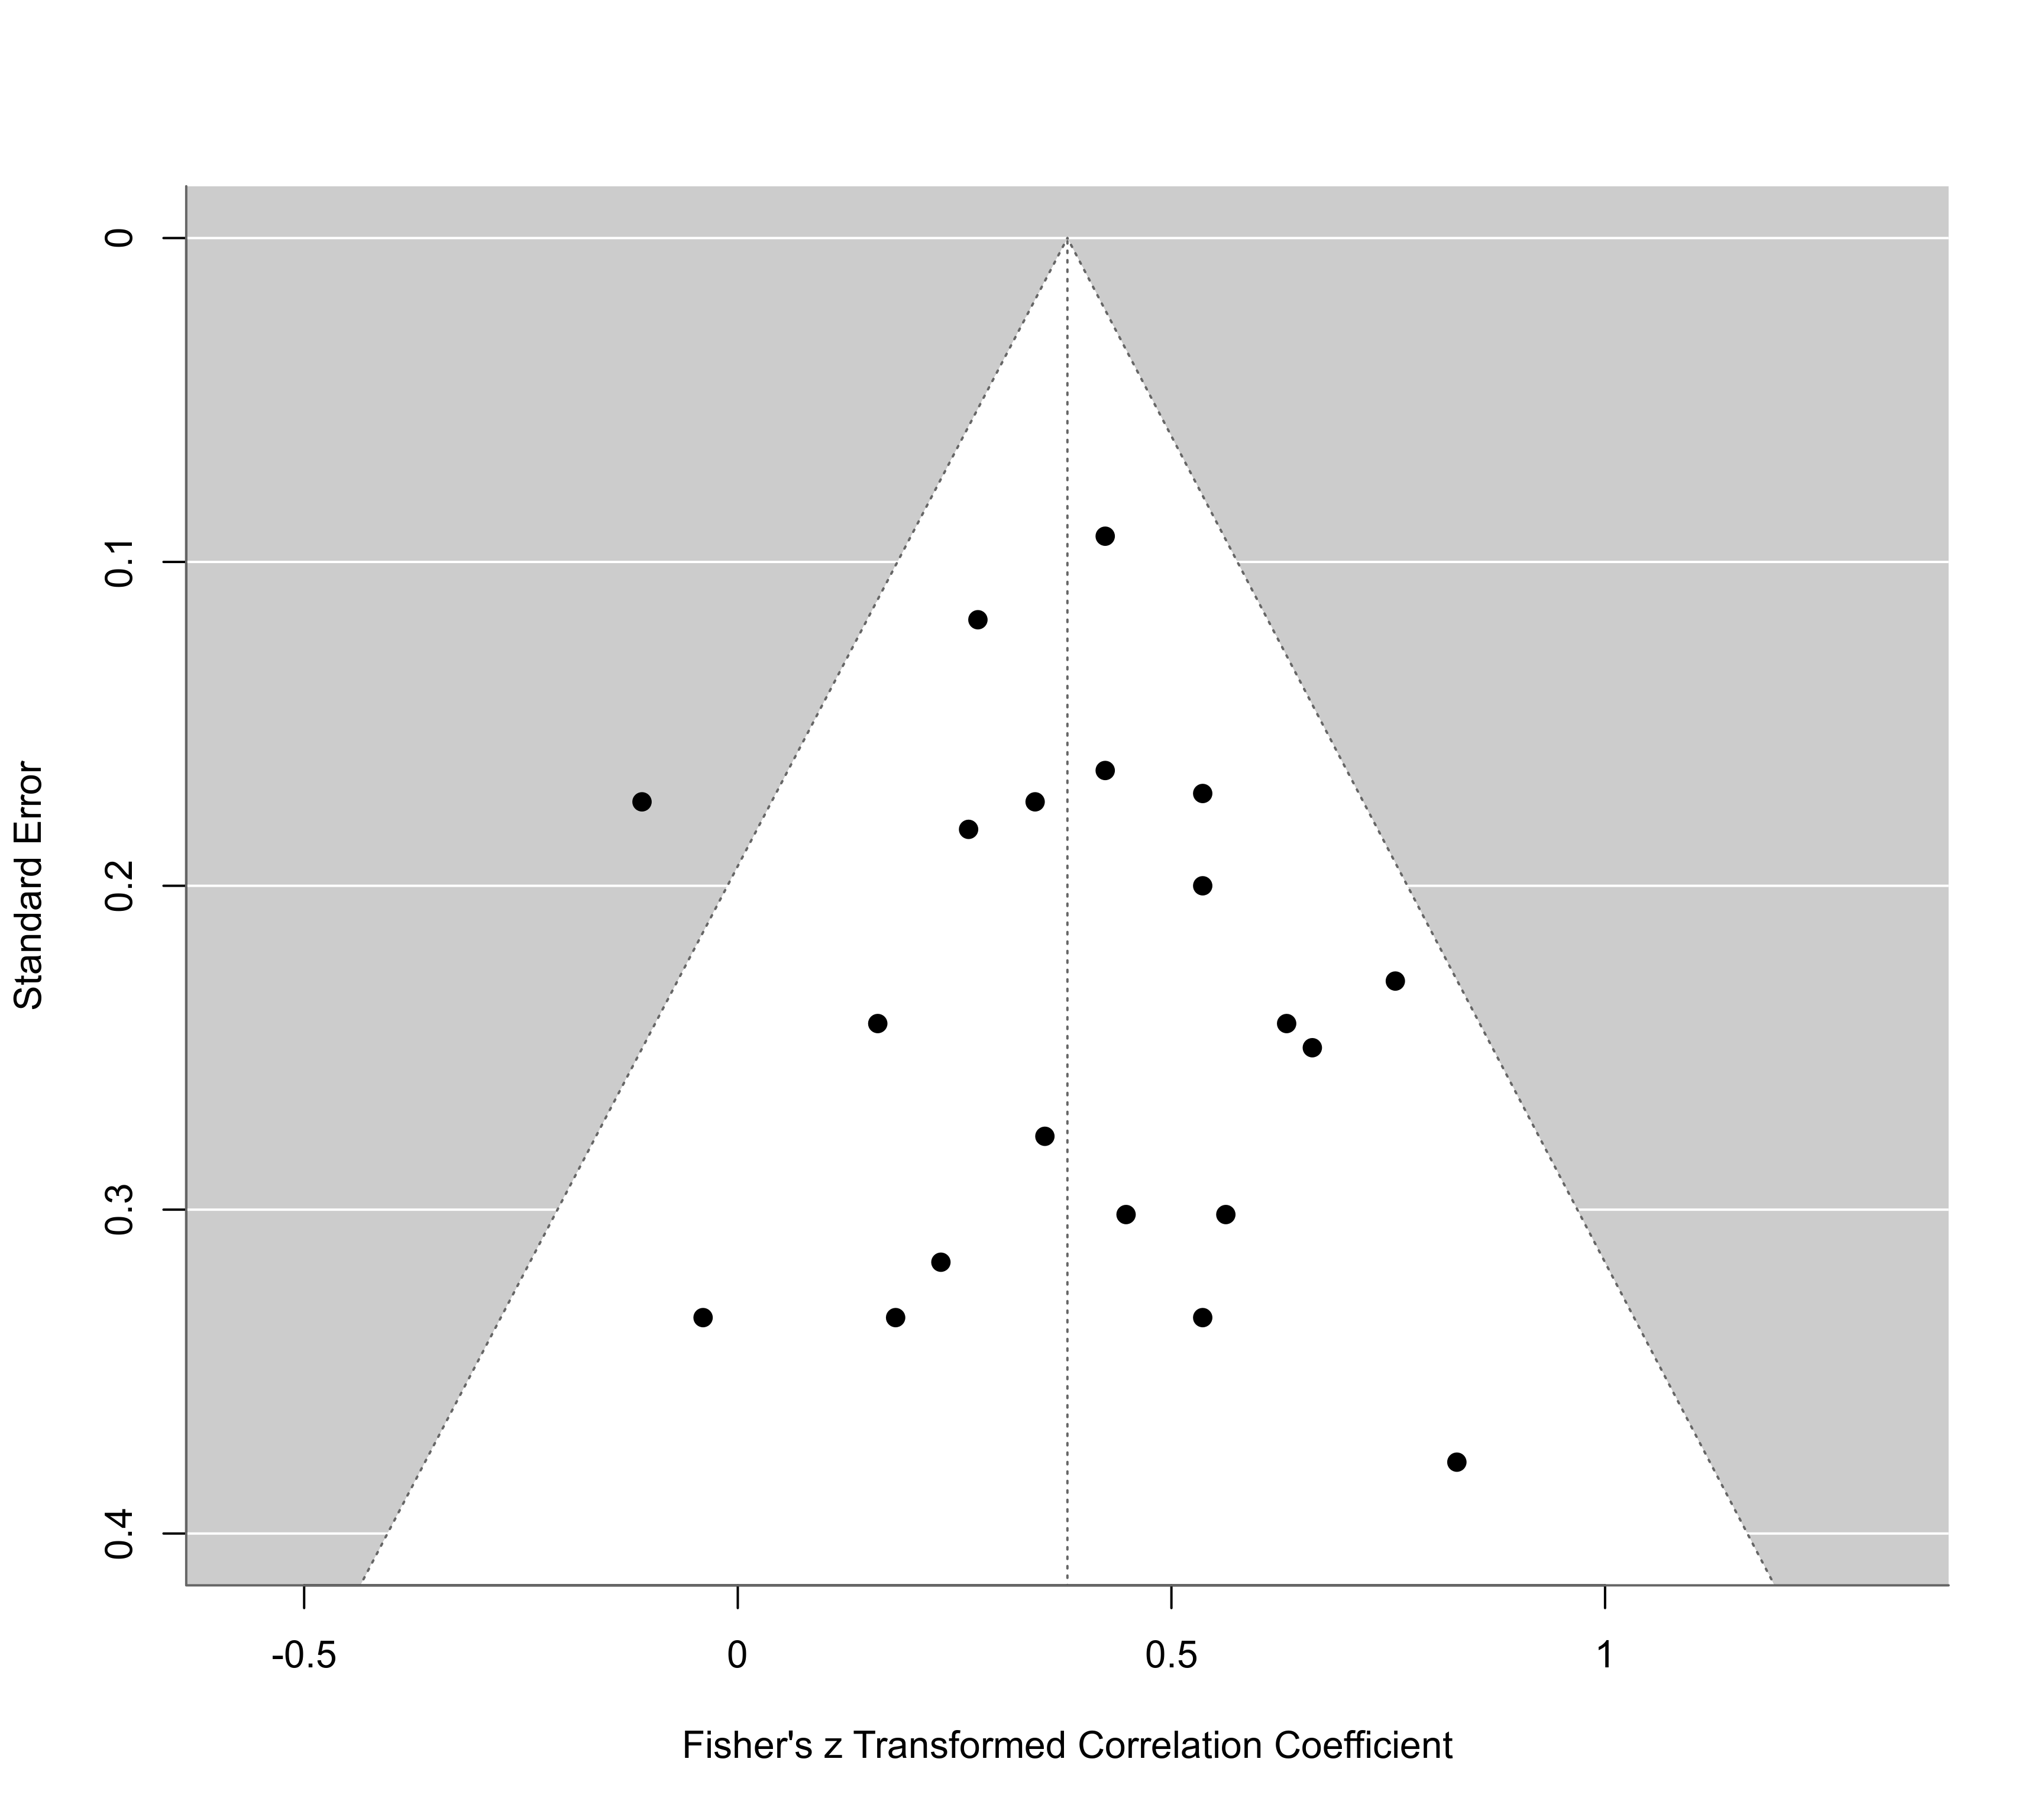 Standard Error
0
0.1
0.2
0.3
0.4
-0.5 0 0.5 1
Fisher's z Transformed Correlation Coefficient